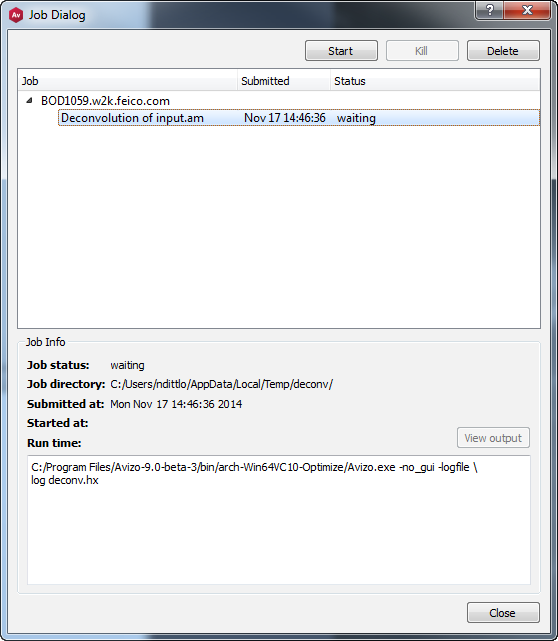 Av Job Dialog
Start Kill Delete
Job Submitted Status
BOD1059.w2k.feico.com
Deconvolution of input.am Nov 17 14:46:36 waiting
Job Info
Job status: waiting
Job directory: C:/Users/ndittlo/AppData/Local/Temp/deconv/
Submitted at: Mon Nov 17 14:46:36 2014
Started at:
Run time:
View output
C:/Program Files/Avizo-9.0-beta-3/bin/arch-Win64VC10-Optimize/Avizo.exe -no_gui -logfile \
log deconv.hx
Close